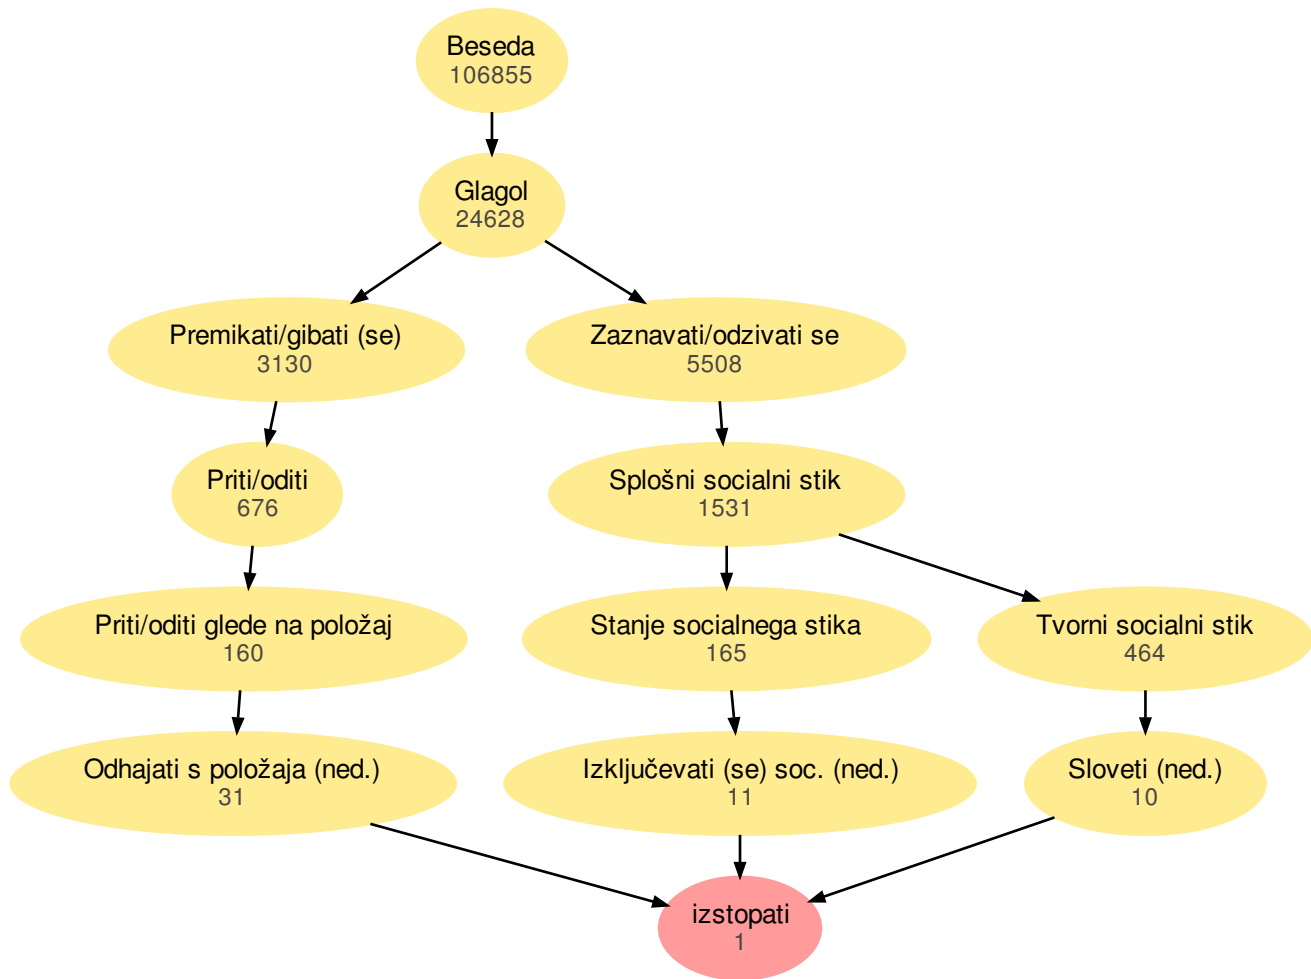 Beseda
106855
Glagol
24628
Premikati/gibati (se)
3130
Zaznavati/odzivati se
5508
Priti/oditi
676
Splošni socialni stik
1531
Priti/oditi glede na položaj
160
Stanje socialnega stika
165
Tvorni socialni stik
464
Odhajati s položaja (ned.)
31
Izključevati (se) soc. (ned.)
11
Sloveti (ned.)
10
izstopati
1